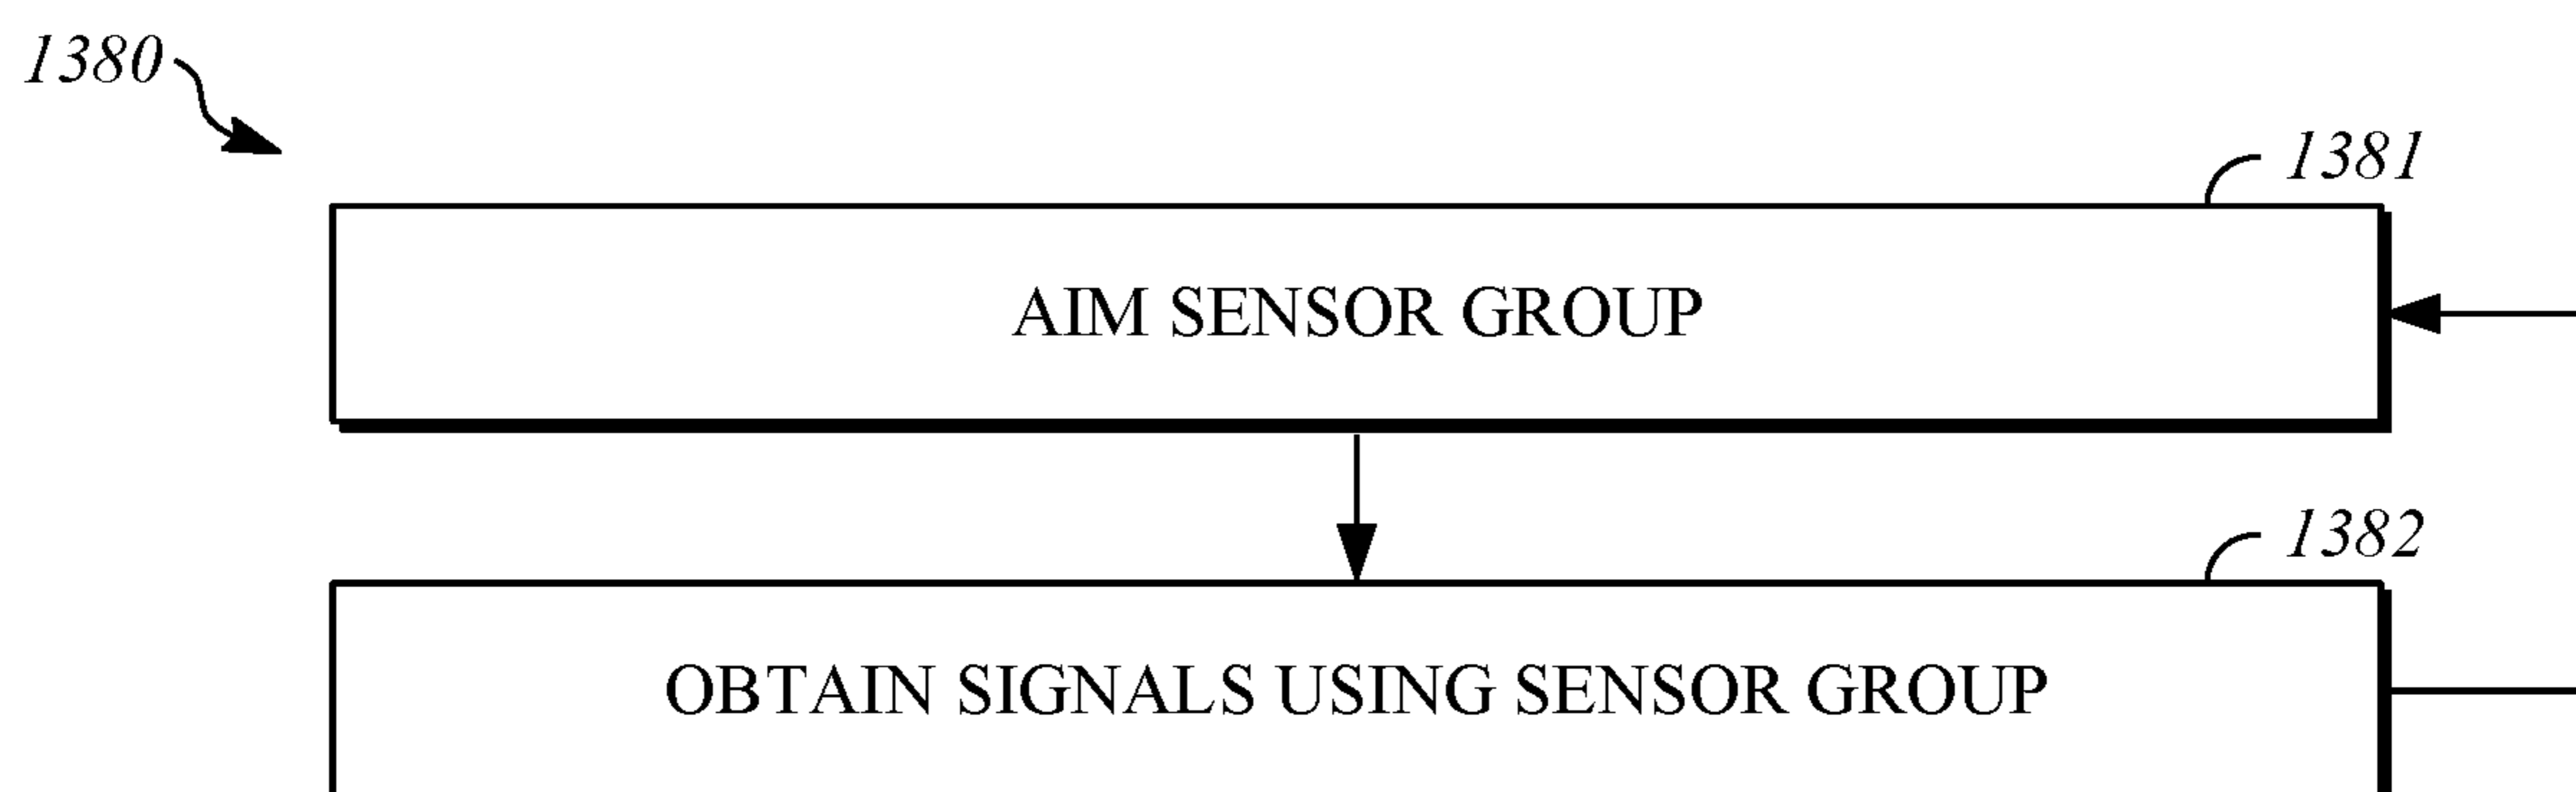 1380
1381
AIM SENSOR GROUP
1382
OBTAIN SIGNALS USING SENSOR GROUP